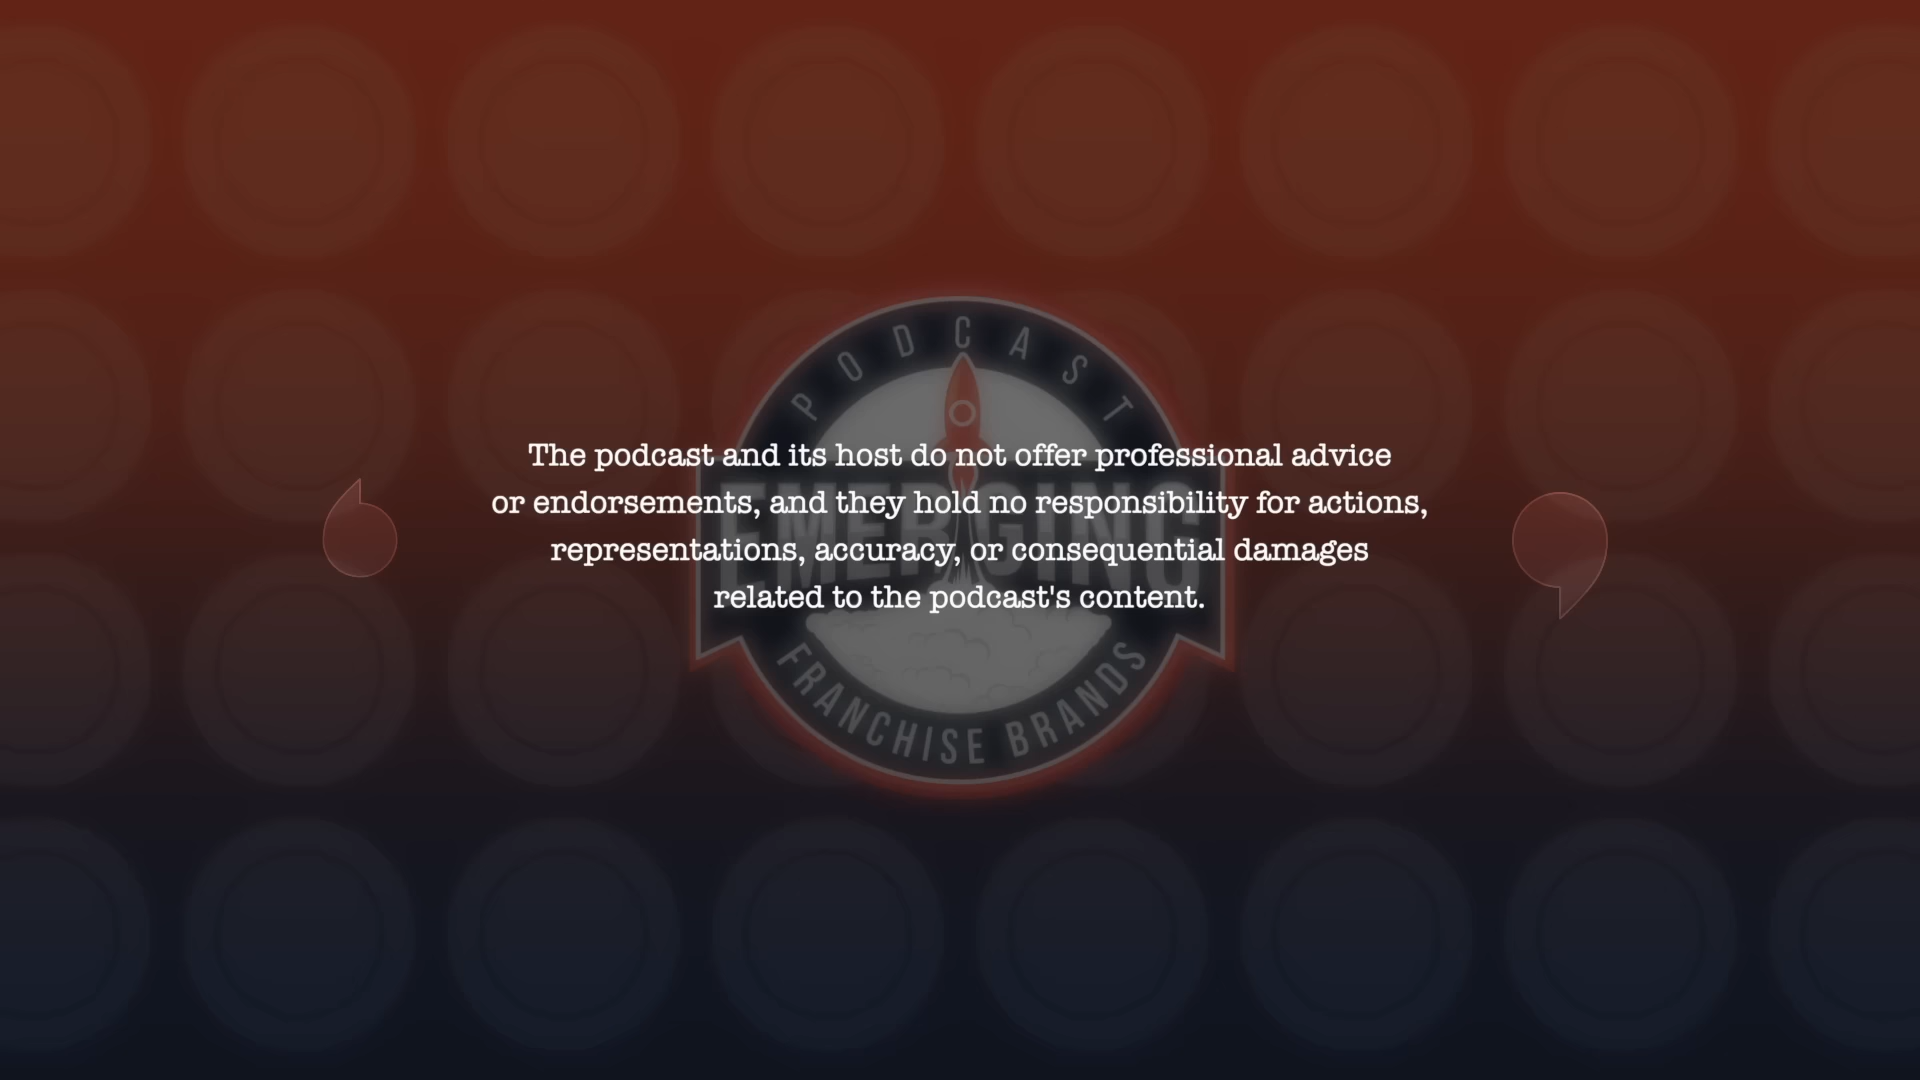 PODCAST
The podcast and its host do not offer professional advice
or endorsements, and they hold no responsibility for actions,
representations, accuracy, or consequential damages
related to the podcast's content.
EMERGING
FRANCHISE BRANDS